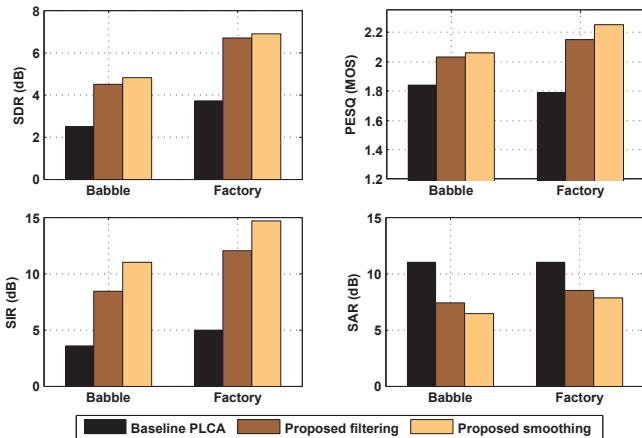 SDR (dB)
8
6
4
2
0
Babble
Factory
PESQ (MOS)
2.2
2
1.8
1.6
1.4
1.2
Babble
Factory
SIR (dB)
15
10
5
0
Babble
Factory
SAR (dB)
15
10
5
0
Babble
Factory
Baseline PLCA
Proposed filtering
Proposed smoothing